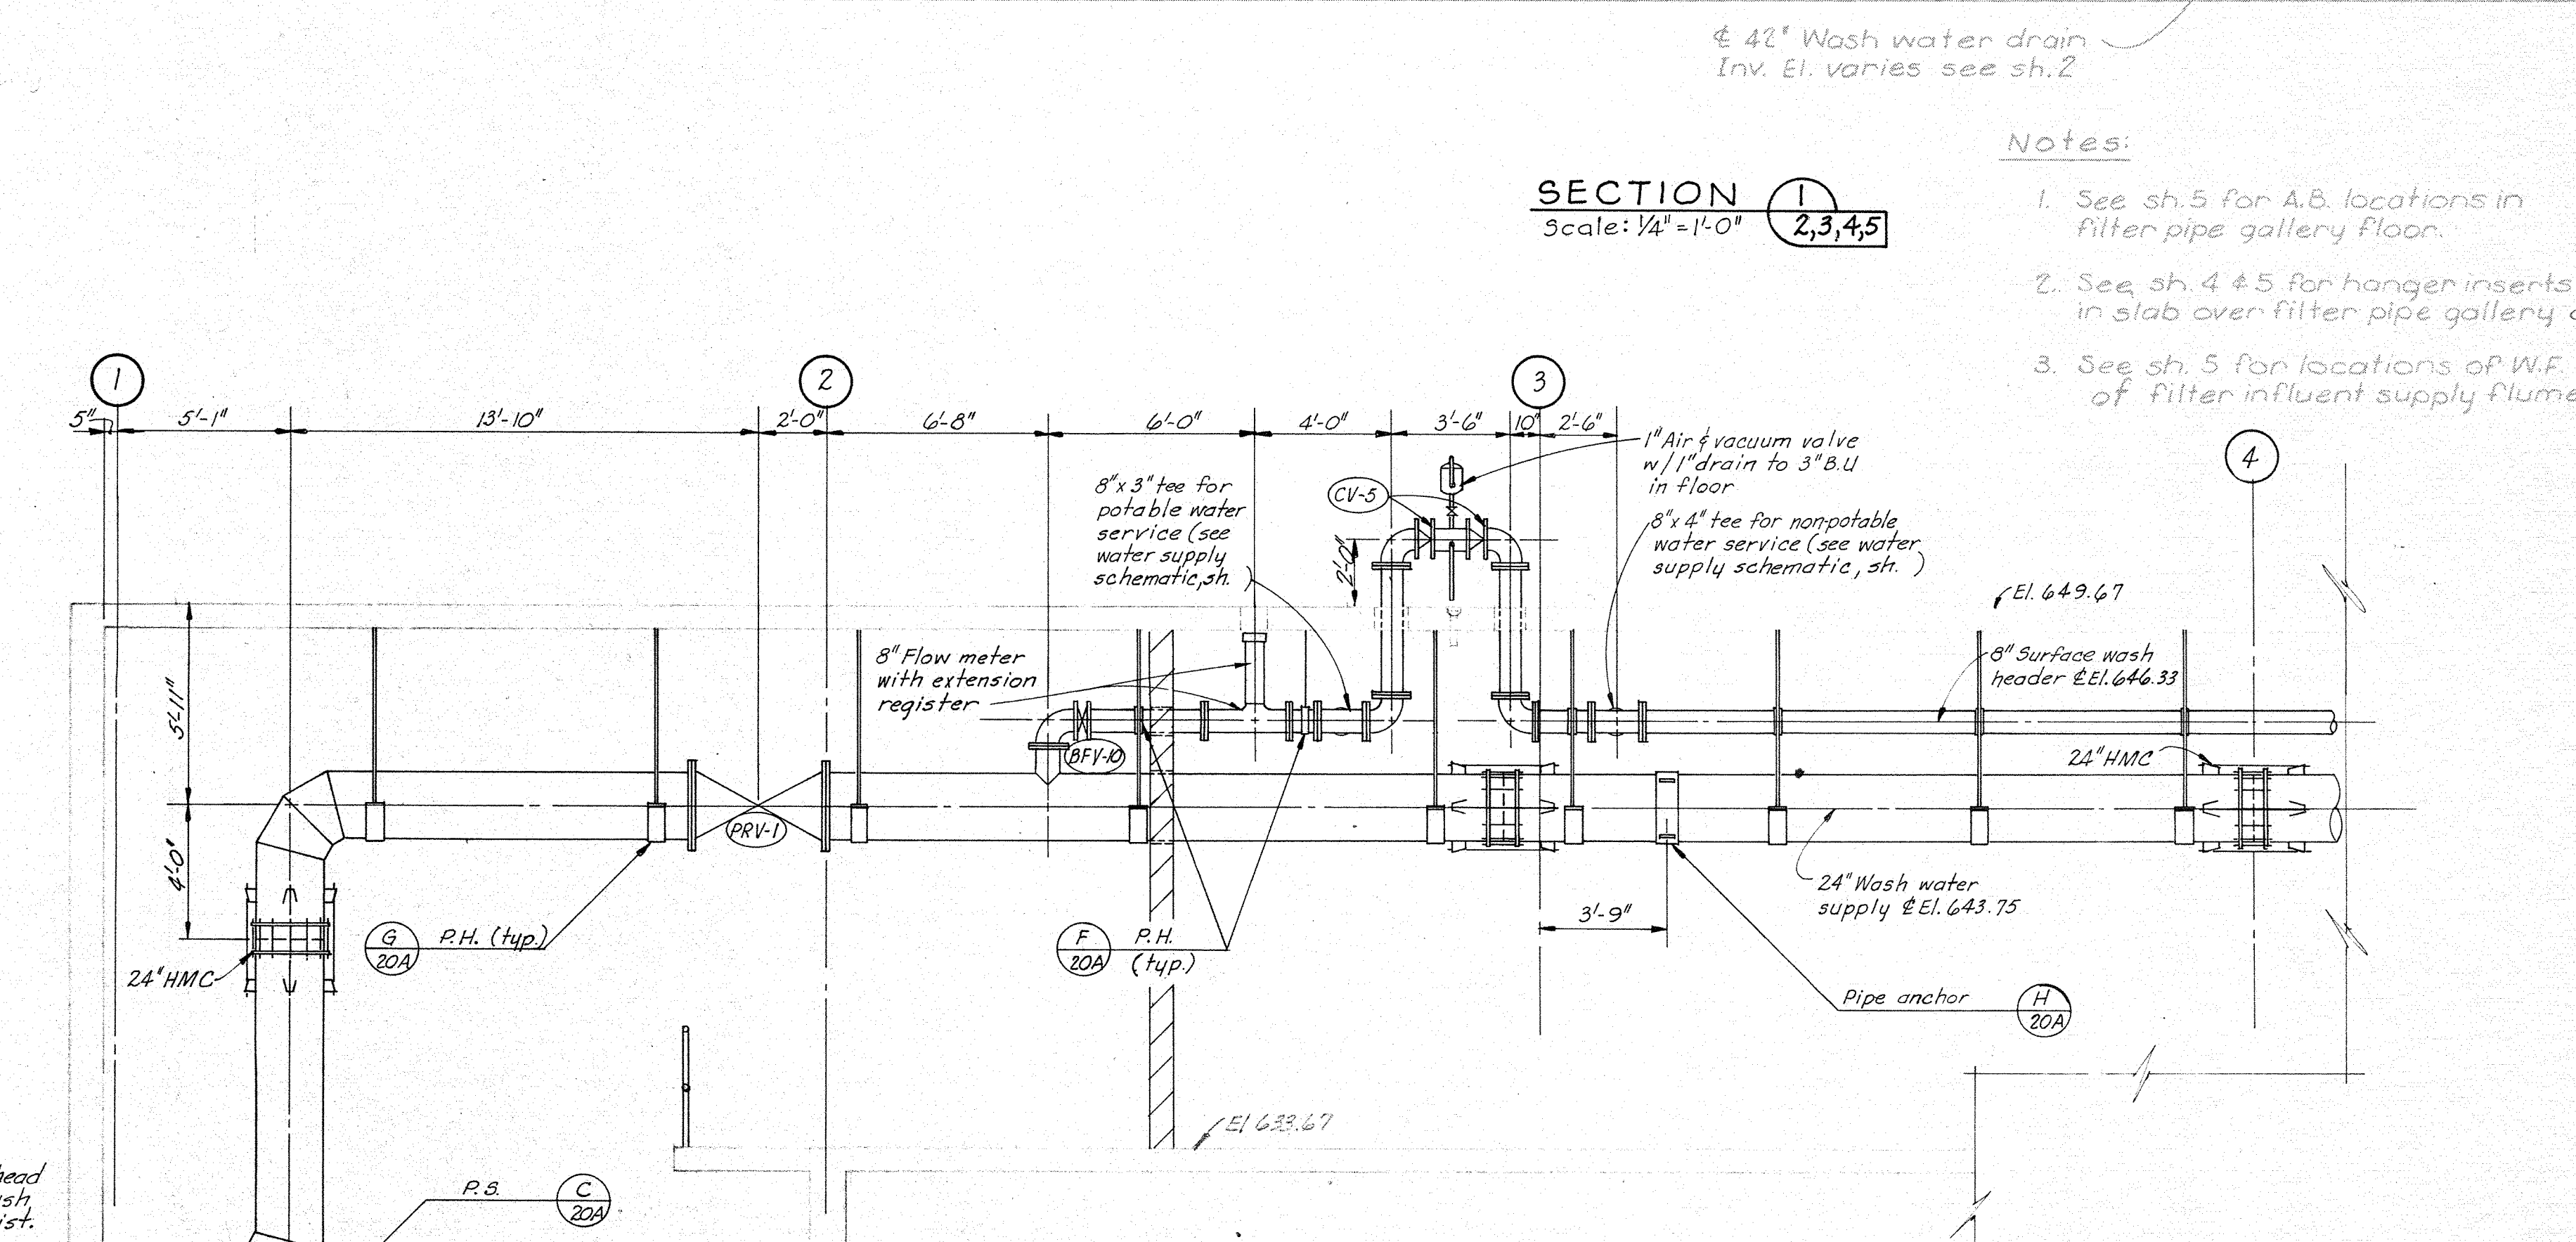 ℄ 42" Wash water drain
Inv. El. varies see sh.2
Notes:
1. See sh.5 for A.B. locations in
filter pipe gallery floor.
2. See sh. 4 & 5 for hanger inserts
in slab over filter pipe gallery
3. See sh. 5 for locations of W.F.
of filter influent supply flume
SECTION 1
Scale: 1/4" = 1'-0" 2,3,4,5
1
2
3
4
5" 5'-1" 13'-10" 2'-0" 6'-8" 6'-0" 4'-0" 3'-6" 10" 2'-6"
1" Air & vacuum valve
w/ 1" drain to 3" B.U
in floor
8" x 3" tee for
potable water
service (see
water supply
schematic, sh. )
CV-5
2'-0"
8" x 4" tee for non-potable
water service (see water
supply schematic, sh. )
El. 649.67
8" Flow meter
with extension
register
8" Surface wash
header ℄ El. 646.33
5'-11"
BFV-10
24" HMC
PRV-1
4'-0"
24" Wash water
supply ℄ El. 643.75
3'-9"
G
20A
P.H. (typ.)
F
20A
P.H.
(typ.)
24" HMC
Pipe anchor
H
20A
El 633.67
P.S.
C
20A